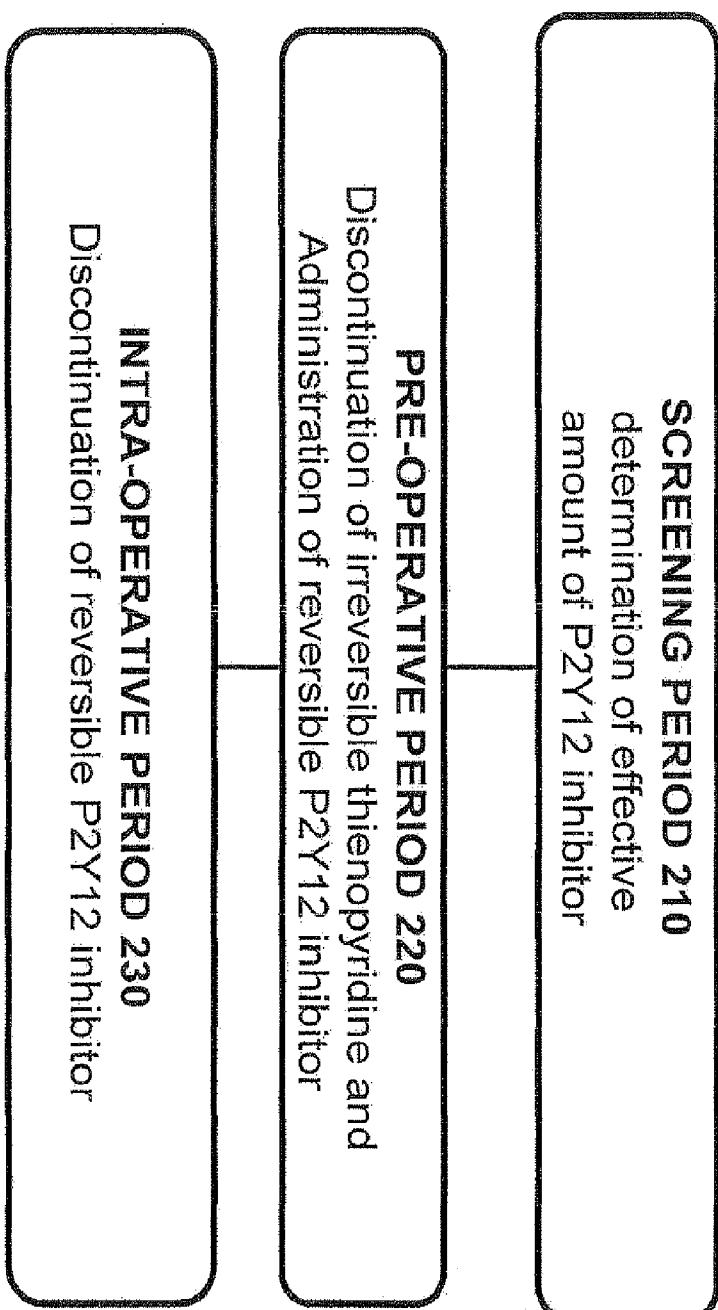 SCREENING PERIOD 210
determination of effective
amount of P2Y12 inhibitor
PRE-OPERATIVE PERIOD 220
Discontinuation of irreversible thienopyridine and
Administration of reversible P2Y12 inhibitor
INTRA-OPERATIVE PERIOD 230
Discontinuation of reversible P2Y12 inhibitor